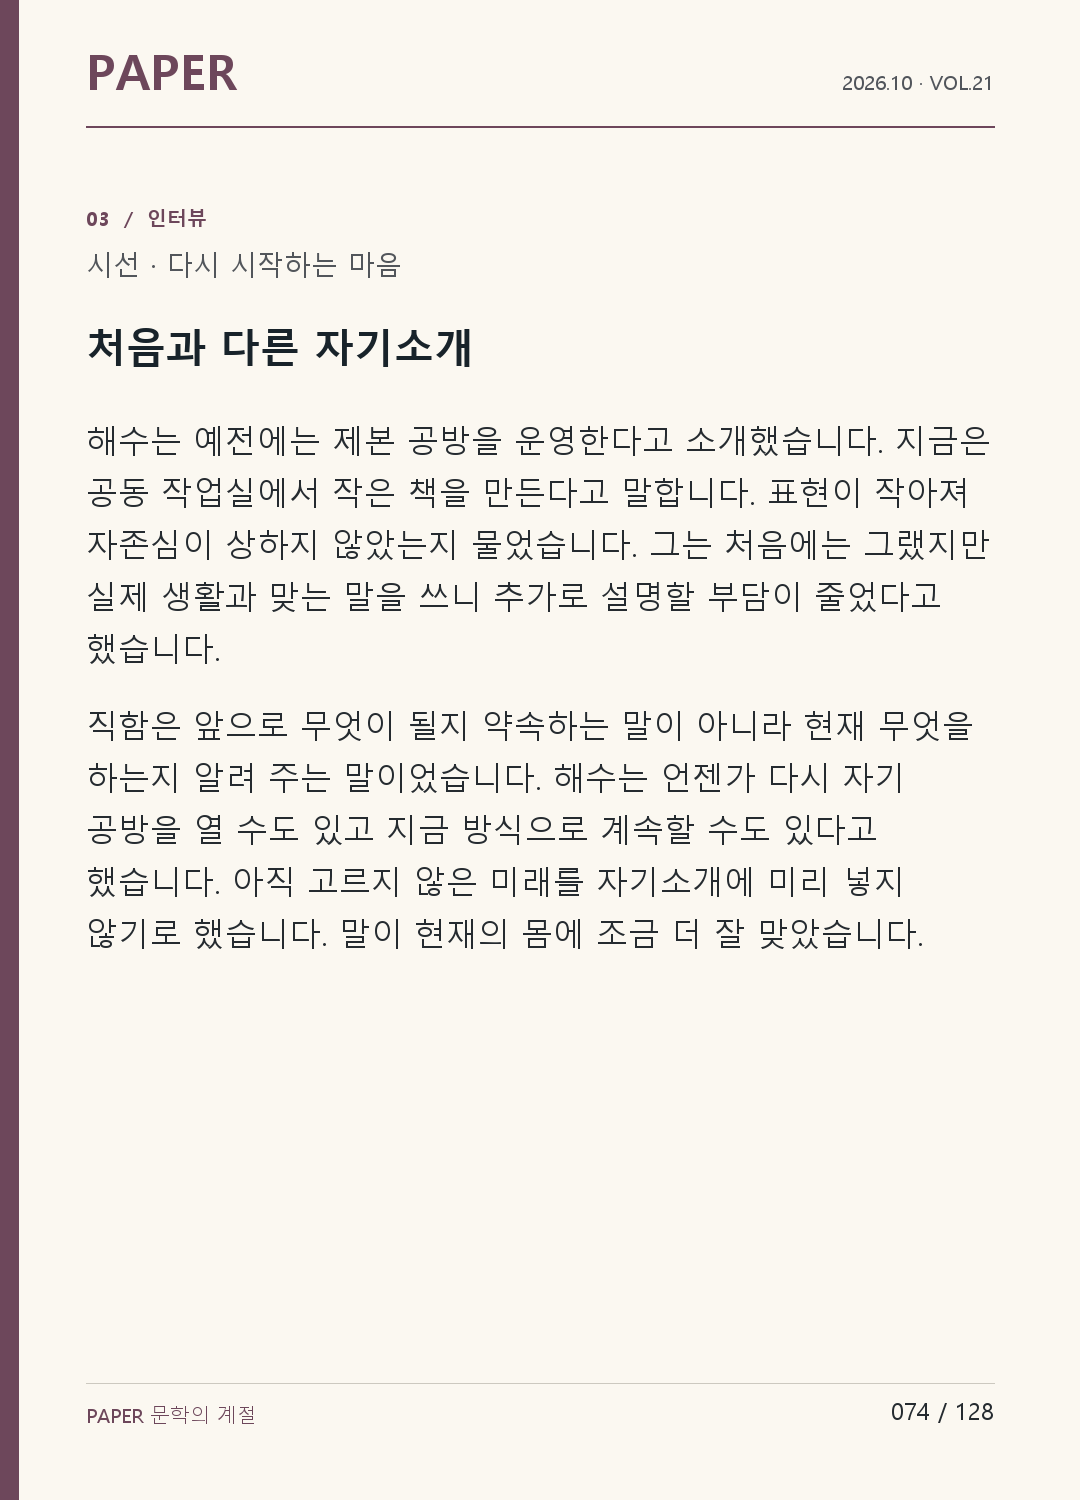 PAPER
2026.10 · VOL.21
03 / 인터뷰
시선 · 다시 시작하는 마음
처음과 다른 자기소개
해수는 예전에는 제본 공방을 운영한다고 소개했습니다. 지금은
공동 작업실에서 작은 책을 만든다고 말합니다. 표현이 작아져
자존심이 상하지 않았는지 물었습니다. 그는 처음에는 그랬지만
실제 생활과 맞는 말을 쓰니 추가로 설명할 부담이 줄었다고
했습니다.
직함은 앞으로 무엇이 될지 약속하는 말이 아니라 현재 무엇을
하는지 알려 주는 말이었습니다. 해수는 언젠가 다시 자기
공방을 열 수도 있고 지금 방식으로 계속할 수도 있다고
했습니다. 아직 고르지 않은 미래를 자기소개에 미리 넣지
않기로 했습니다. 말이 현재의 몸에 조금 더 잘 맞았습니다.
PAPER 문학의 계절
074 / 128